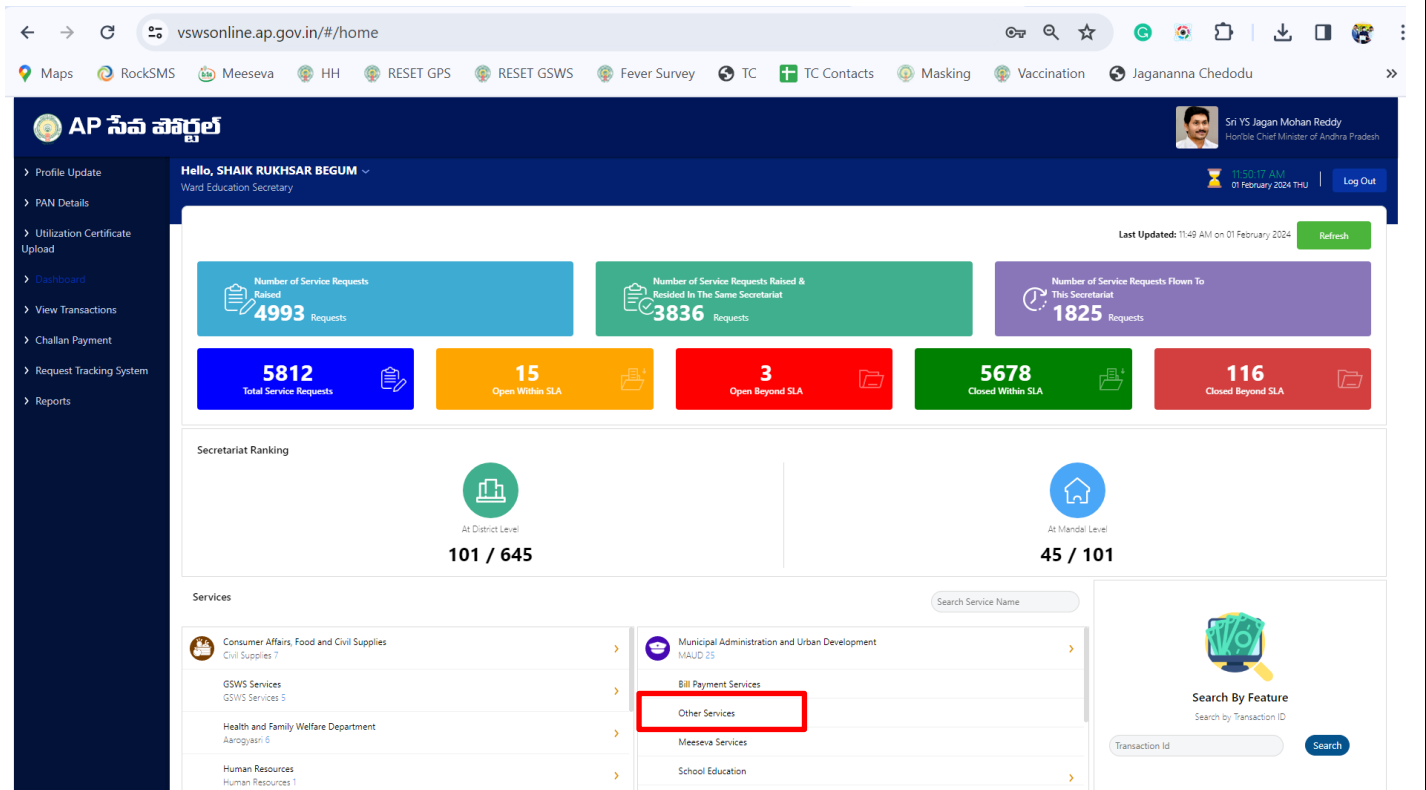 vswsonline.ap.gov.in/#/home
Maps RockSMS Meeseva HH RESET GPS RESET GSWS Fever Survey TC TC Contacts Masking Vaccination Jagananna Chedodu
AP సేవ పోర్టల్
Sri YS Jagan Mohan Reddy
Hon'ble Chief Minister of Andhra Pradesh
Profile Update
PAN Details
Utilization Certificate
Upload
Dashboard
View Transactions
Challan Payment
Request Tracking System
Reports
Hello, SHAIK RUKHSAR BEGUM
Ward Education Secretary
11:50:17 AM
01 February 2024 THU
Log Out
Last Updated: 11:49 AM on 01 February 2024
Refresh
Number of Service Requests
Raised
4993 Requests
Number of Service Requests Raised &
Resided In The Same Secretariat
3836 Requests
Number of Service Requests Flown To
This Secretariat
1825 Requests
5812
Total Service Requests
15
Open Within SLA
3
Open Beyond SLA
5678
Closed Within SLA
116
Closed Beyond SLA
Secretariat Ranking
At District Level
101 / 645
At Mandal Level
45 / 101
Services
Search Service Name
Consumer Affairs, Food and Civil Supplies
Civil Supplies 7
GSWS Services
GSWS Services 5
Health and Family Welfare Department
Aarogyasri 6
Human Resources
Human Resources 1
Municipal Administration and Urban Development
MAUD 25
Bill Payment Services
Other Services
Meeseva Services
School Education
Search By Feature
Search by Transaction ID
Transaction Id
Search